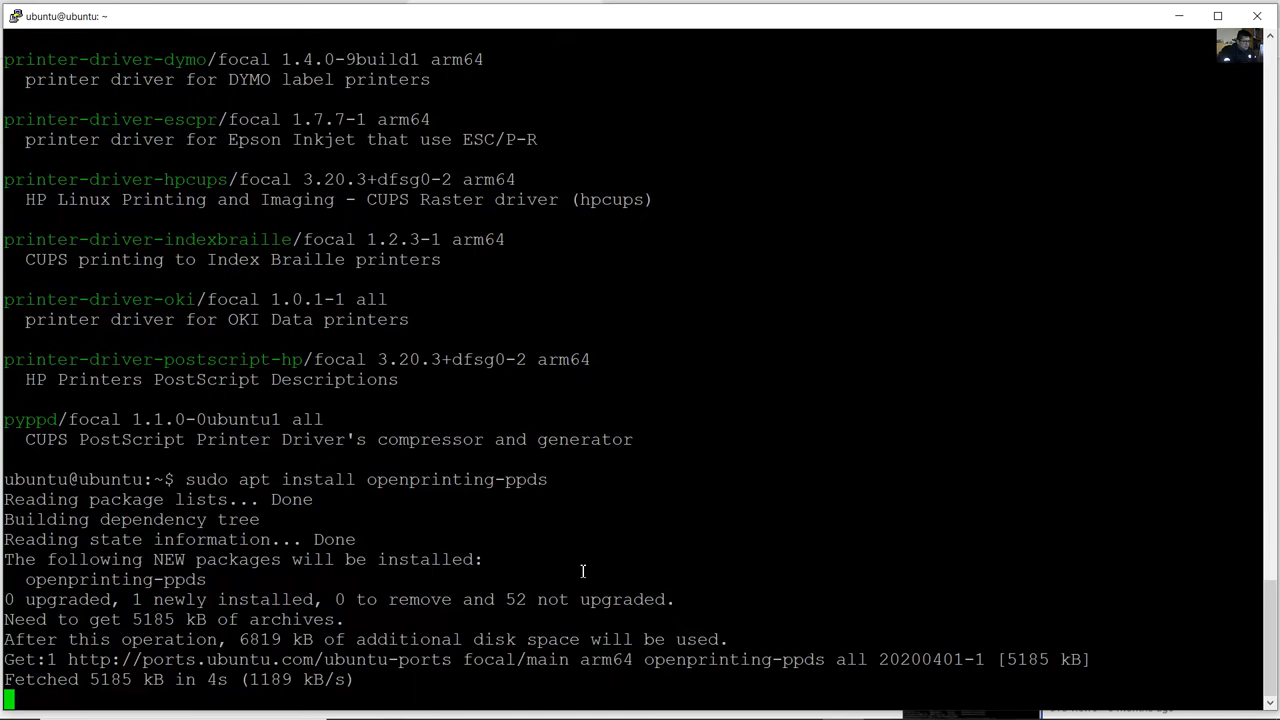 ubuntu@ubuntu: ~
printer-driver-dymo/focal 1.4.0-9build1 arm64
printer driver for DYMO label printers
printer-driver-escpr/focal 1.7.7-1 arm64
printer driver for Epson Inkjet that use ESC/P-R
printer-driver-hpcups/focal 3.20.3+dfsg0-2 arm64
HP Linux Printing and Imaging - CUPS Raster driver (hpcups)
printer-driver-indexbraille/focal 1.2.3-1 arm64
CUPS printing to Index Braille printers
printer-driver-oki/focal 1.0.1-1 all
printer driver for OKI Data printers
printer-driver-postscript-hp/focal 3.20.3+dfsg0-2 arm64
HP Printers PostScript Descriptions
pyppd/focal 1.1.0-0ubuntu1 all
CUPS PostScript Printer Driver's compressor and generator
ubuntu@ubuntu:~$ sudo apt install openprinting-ppds
Reading package lists... Done
Building dependency tree
Reading state information... Done
The following NEW packages will be installed:
openprinting-ppds
0 upgraded, 1 newly installed, 0 to remove and 52 not upgraded.
Need to get 5185 kB of archives.
After this operation, 6819 kB of additional disk space will be used.
Get:1 http://ports.ubuntu.com/ubuntu-ports focal/main arm64 openprinting-ppds all 20200401-1 [5185 kB]
Fetched 5185 kB in 4s (1189 kB/s)